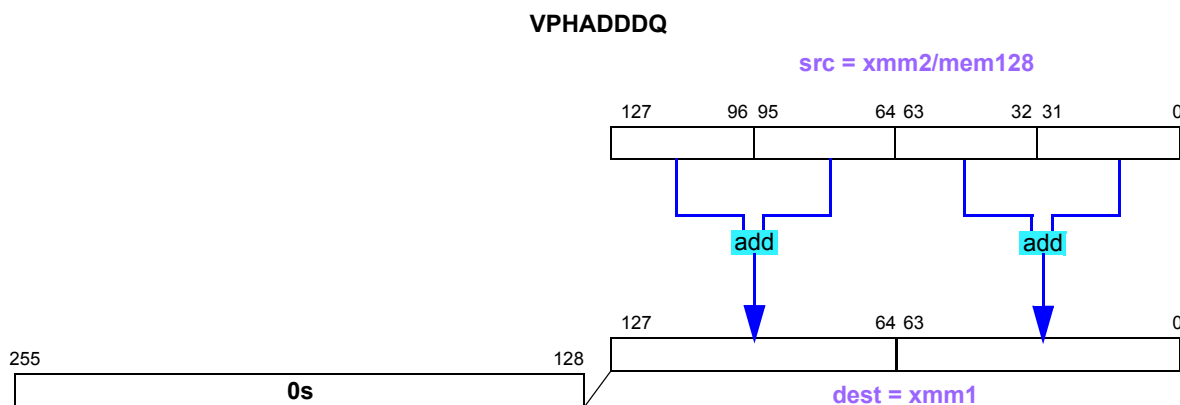 VPHADDDQ
src = xmm2/mem128
127 96 95 64 63 32 31 0
add add
127 64 63 0
255 128
0s
dest = xmm1